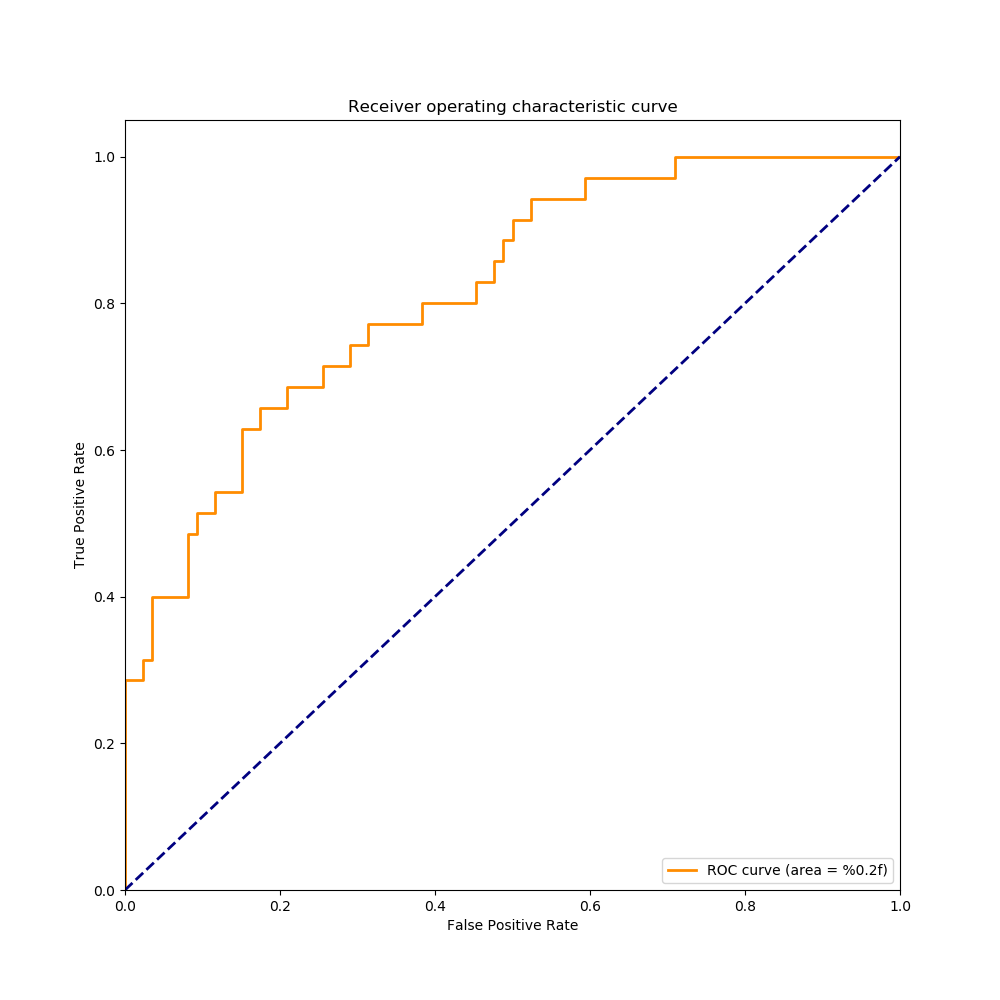 Receiver operating characteristic curve
1.0
0.8
0.6
0.4
0.2
0.0
True Positive Rate
ROC curve (area = %0.2f)
0.0 0.2 0.4 0.6 0.8 1.0
False Positive Rate